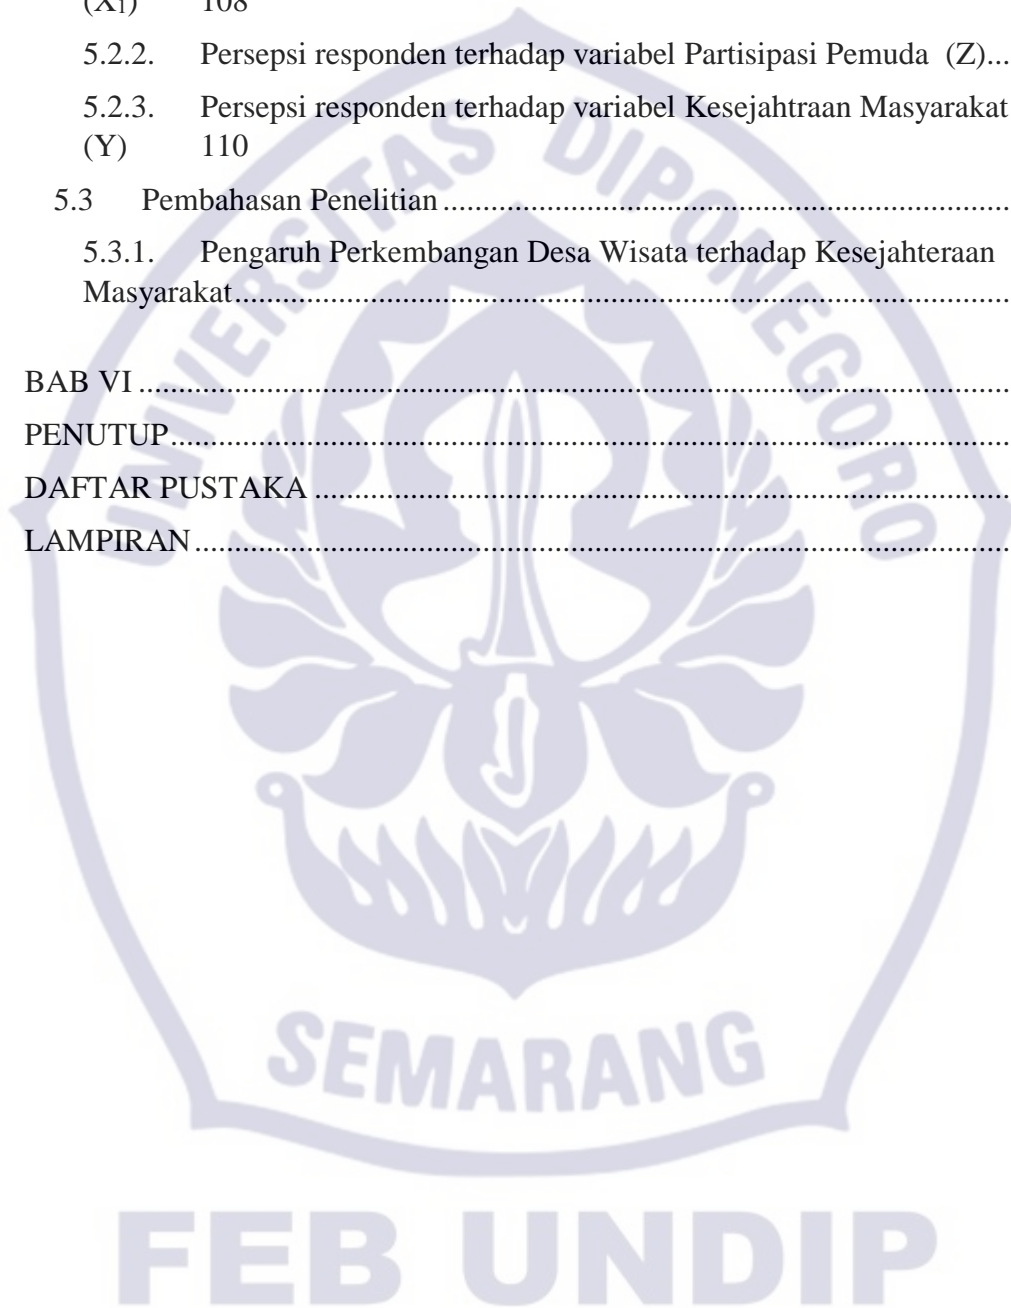 (X1) 108
5.2.2. Persepsi responden terhadap variabel Partisipasi Pemuda (Z)...
5.2.3. Persepsi responden terhadap variabel Kesejahtraan Masyarakat
(Y) 110
5.3 Pembahasan Penelitian
5.3.1. Pengaruh Perkembangan Desa Wisata terhadap Kesejahteraan
Masyarakat
BAB VI
PENUTUP
DAFTAR PUSTAKA
LAMPIRAN
UNIVERSITAS DIPONEGORO
SEMARANG
FEB UNDIP